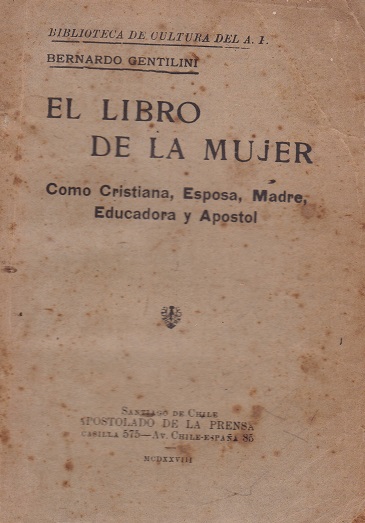 BIBLIOTECA DE CULTURA DEL A. P.
BERNARDO GENTILINI
EL LIBRO
DE LA MUJER
Como Cristiana, Esposa, Madre,
Educadora y Apostol
SANTIAGO DE CHILE
APOSTOLADO DE LA PRENSA
CASILLA 575—AV. CHILE-ESPAÑA 85
MCDXXVIII